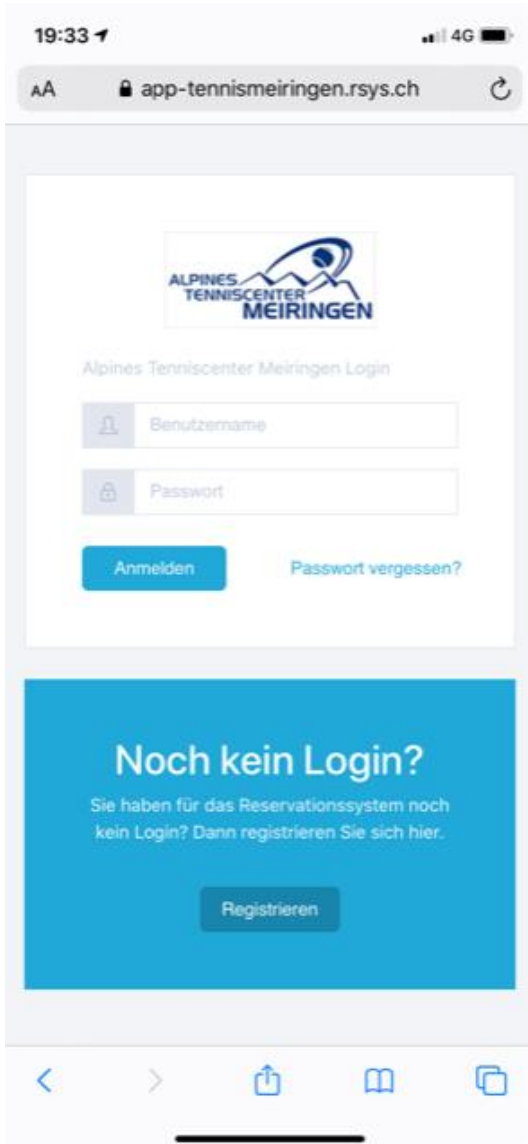 19:33
4G
AA app-tennismeiringen.rsys.ch
ALPINES
TENNISCENTER
MEIRINGEN
Alpines Tenniscenter Meiringen Login
Benutzername
Passwort
Anmelden Passwort vergessen?
Noch kein Login?
Sie haben für das Reservationssystem noch
kein Login? Dann registrieren Sie sich hier.
Registrieren